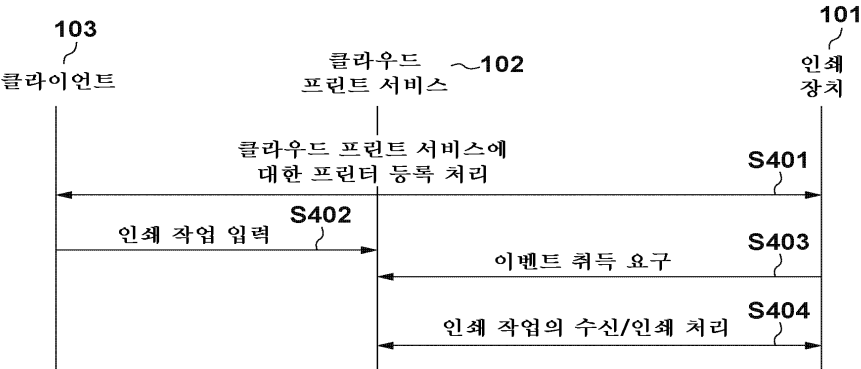 103
클라이언트
클라우드
프린트 서비스
102
101
인쇄
장치
클라우드 프린트 서비스에
대한 프린터 등록 처리
S401
인쇄 작업 입력
S402
이벤트 취득 요구
S403
인쇄 작업의 수신/인쇄 처리
S404